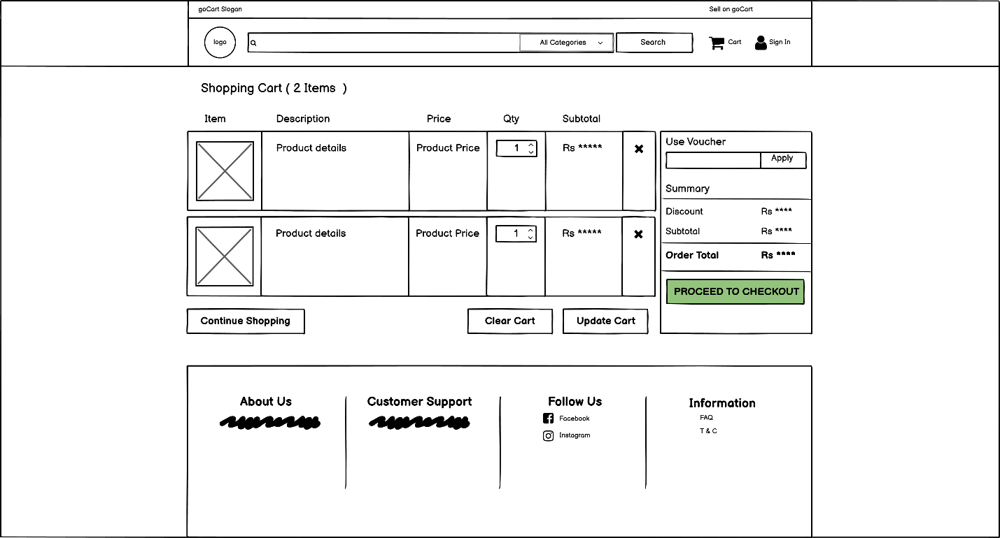 goCart Slogan
Sell on goCart
logo
All Categories
Search
Cart
Sign In
Shopping Cart ( 2 Items )
Item
Description
Price
Qty
Subtotal
Product details
Product Price
1
Rs *****
Product details
Product Price
1
Rs *****
Use Voucher
Apply
Summary
Discount Rs ****
Subtotal Rs ****
Order Total Rs ****
PROCEED TO CHECKOUT
Continue Shopping
Clear Cart
Update Cart
About Us
Customer Support
Follow Us
Facebook
Instagram
Information
FAQ
T & C